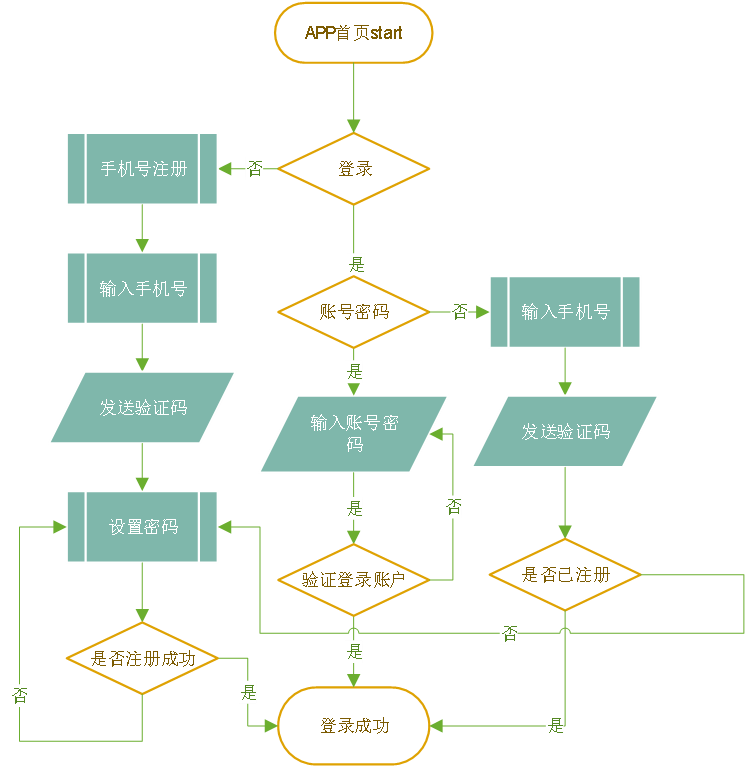 APP首页start
登录
否
手机号注册
是
输入手机号
账号密码
否
输入手机号
是
发送验证码
输入账号密
码
发送验证码
是
否
设置密码
验证登录账户
是否已注册
否
是否注册成功
是
是
否
登录成功
是